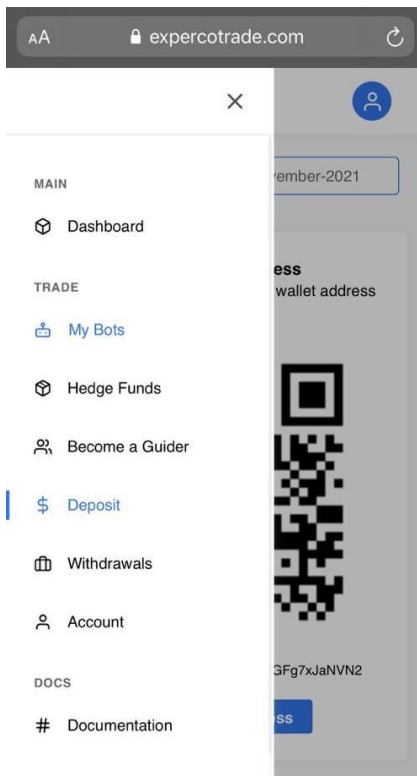 AA expercotrade.com
ember-2021
MAIN
Dashboard
ess
wallet address
TRADE
My Bots
Hedge Funds
Become a Guider
$ Deposit
Withdrawals
Account
GFg7xJaNVN2
DOCS
ss
# Documentation